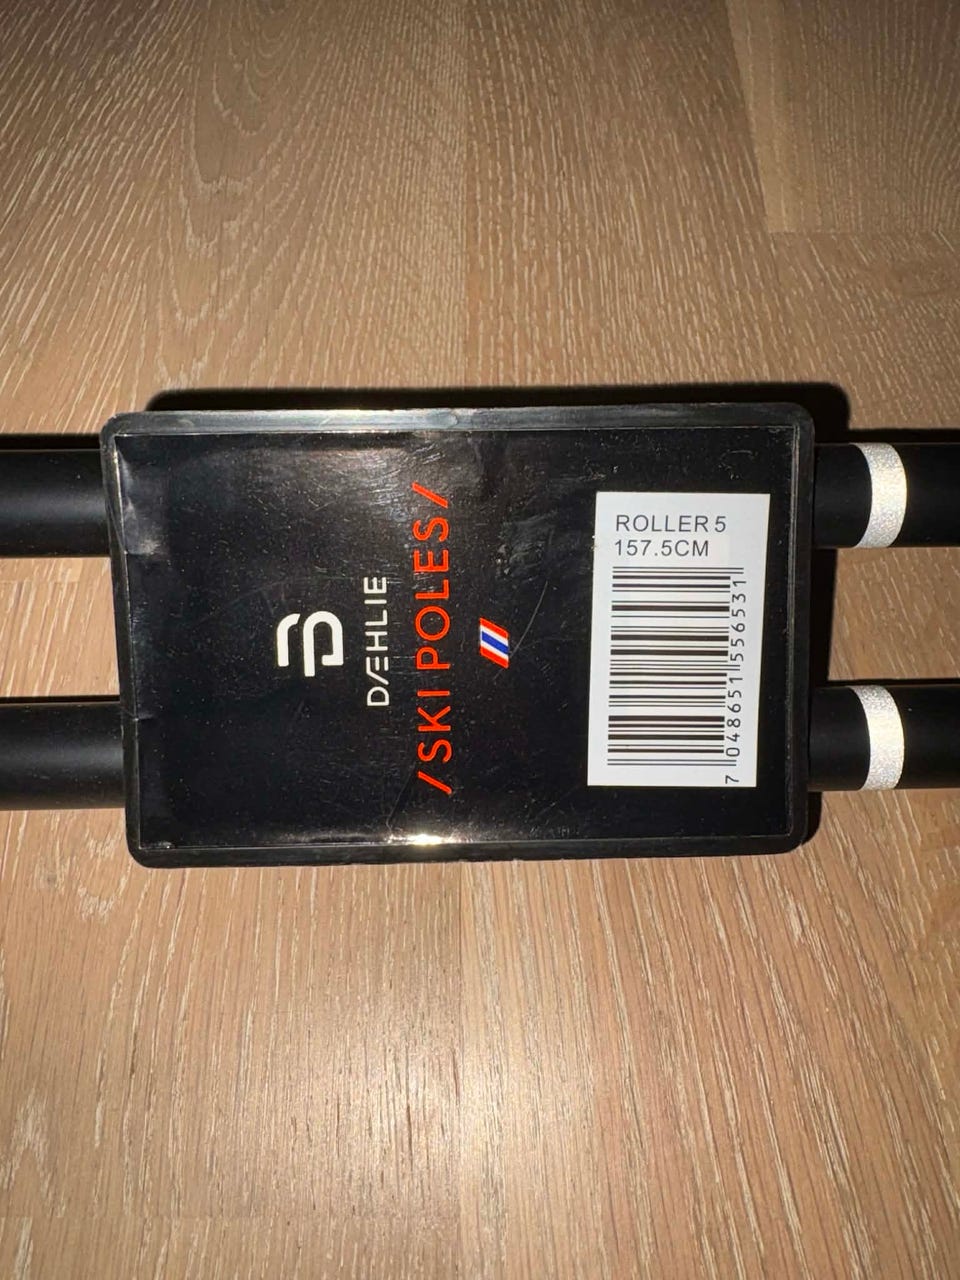 DÆHLIE
/SKI POLES/
ROLLER 5
157.5CM
7 048651 556531